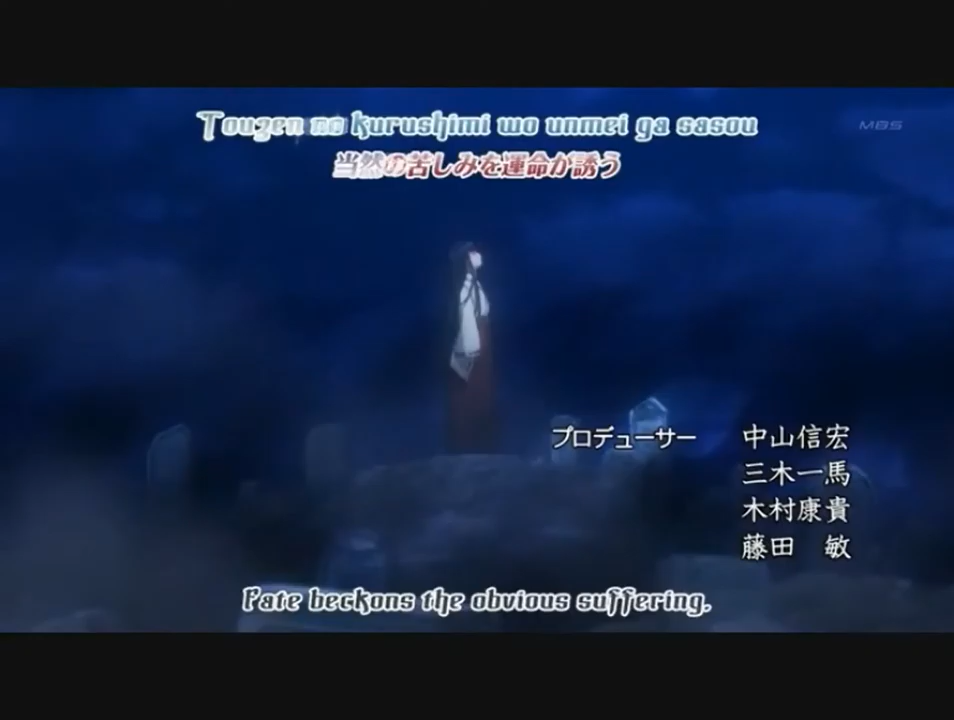 Tougen no kurushimi wo unmei ga sasou
MBS
当然の苦しみを運命が誘う
プロデューサー 中山信宏
三木一馬
木村康貴
藤田 敏
Fate beckons the obvious suffering.